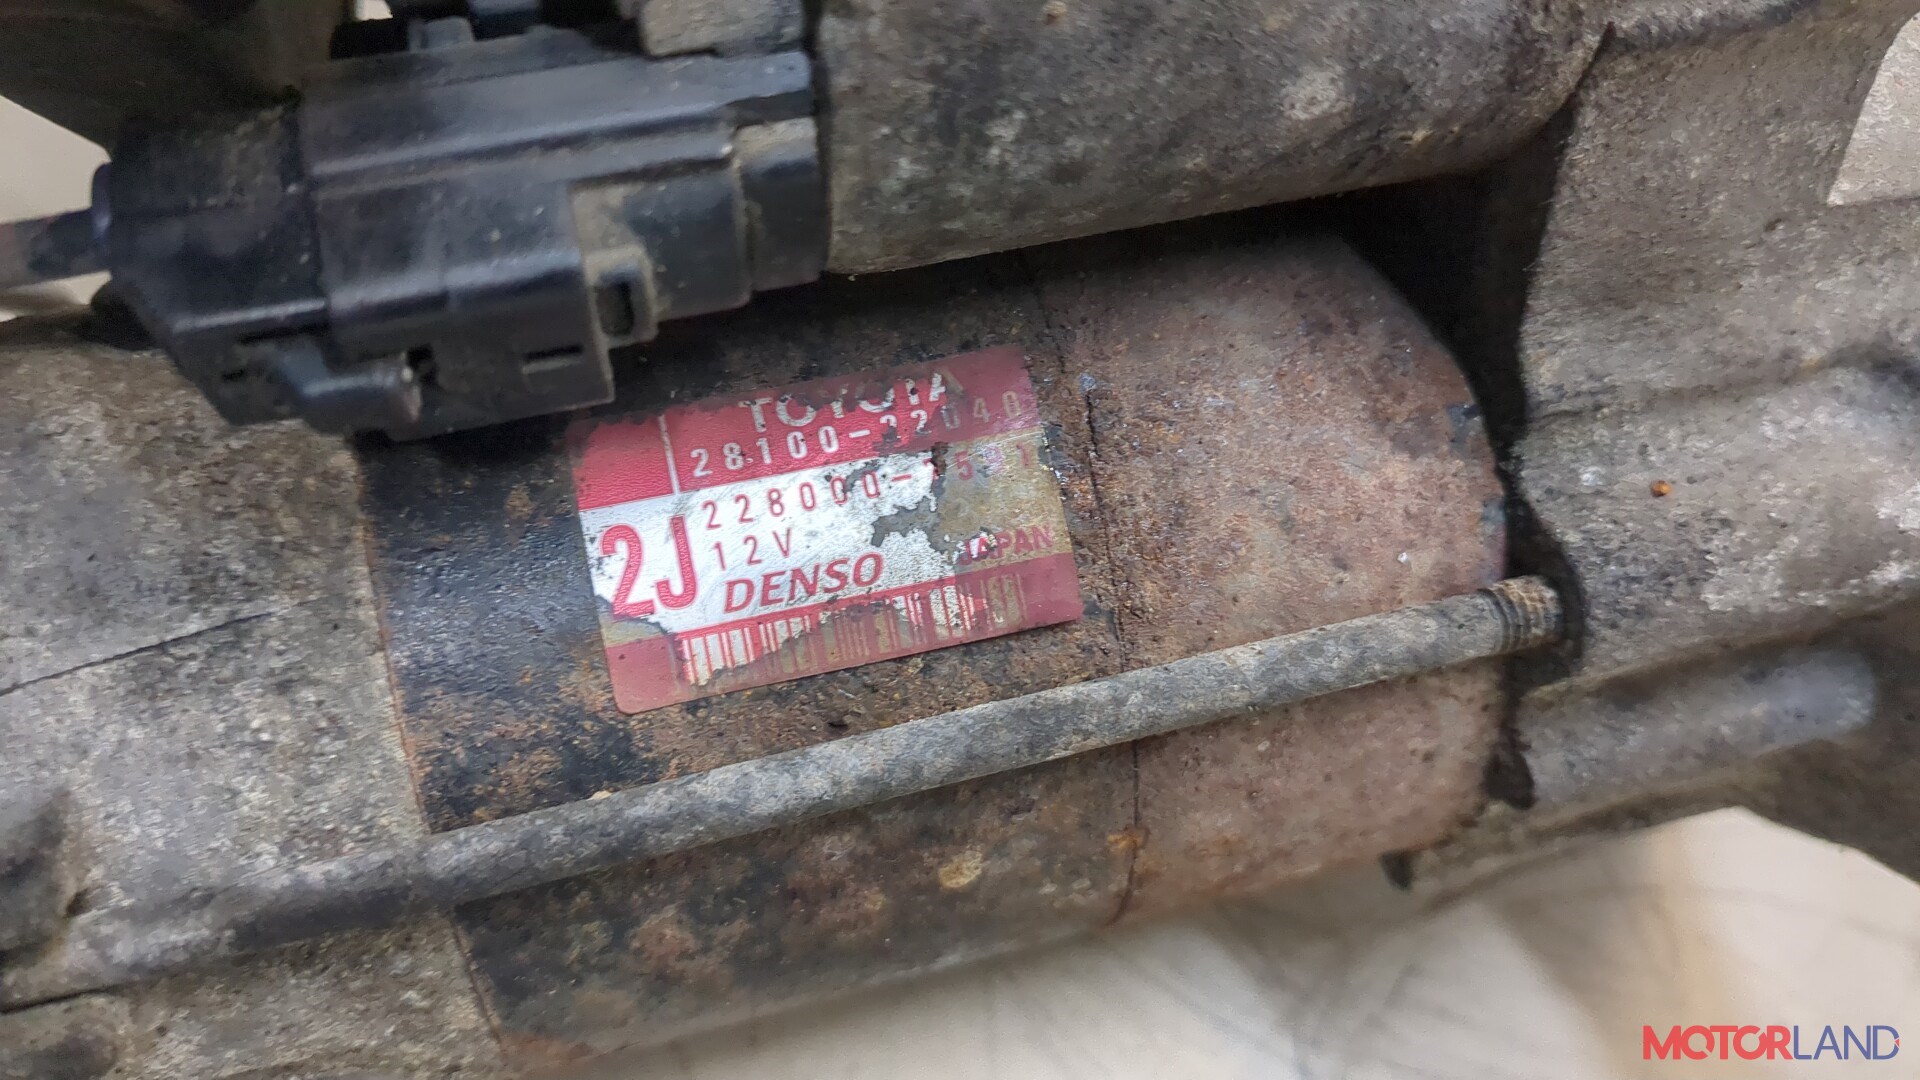 TOYOTA
28100-22040
228000-
2J
12V
JAPAN
DENSO
MOTORLAND